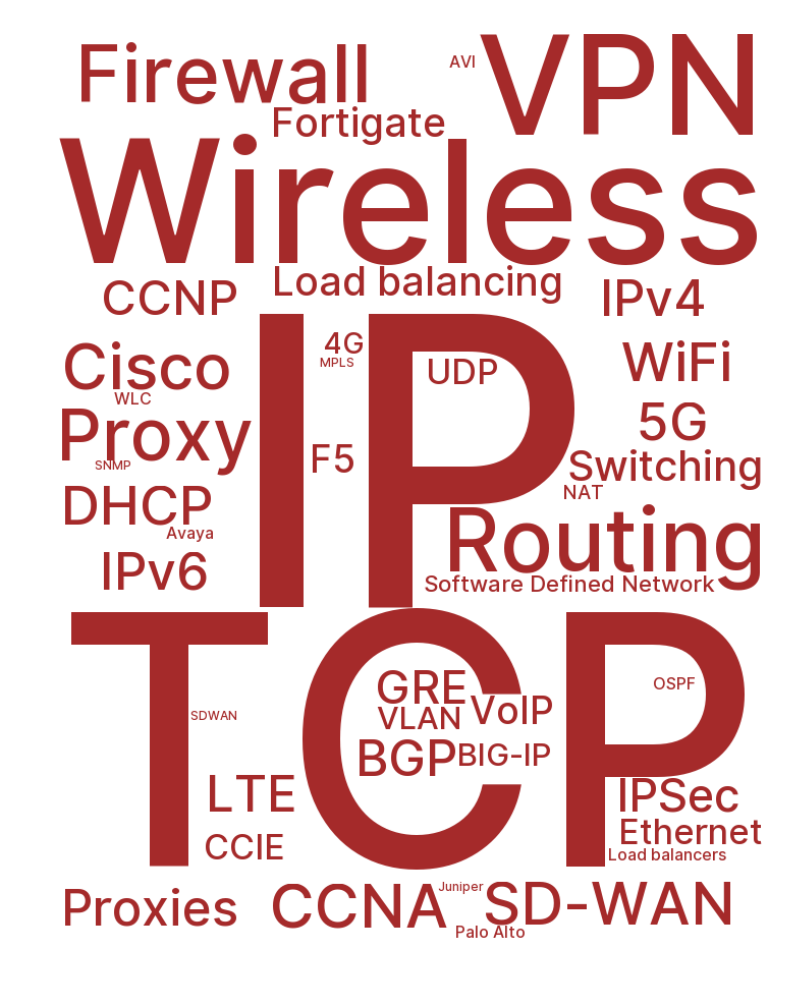 Firewall
AVI
VPN
Fortigate
Wireless
CCNP
Load balancing
IPv4
4G
MPLS
UDP
WiFi
Cisco
WLC
Proxy
5G
F5
SNMP
Switching
DHCP
NAT
Avaya
Routing
IPv6
Software Defined Network
IP
TCP
GRE
OSPF
SDWAN
VLAN
VoIP
BGP
BIG-IP
LTE
IPSec
CCIE
Ethernet
Load balancers
Proxies
CCNA
Juniper
SD-WAN
Palo Alto